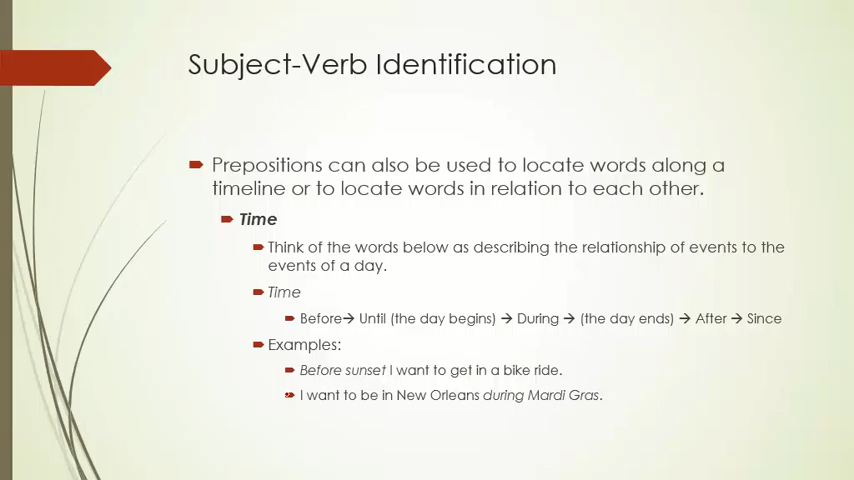 Subject-Verb Identification
Prepositions can also be used to locate words along a
timeline or to locate words in relation to each other.
Time
Think of the words below as describing the relationship of events to the
events of a day.
Time
Before→ Until (the day begins) → During → (the day ends) → After → Since
Examples:
Before sunset I want to get in a bike ride.
I want to be in New Orleans during Mardi Gras.